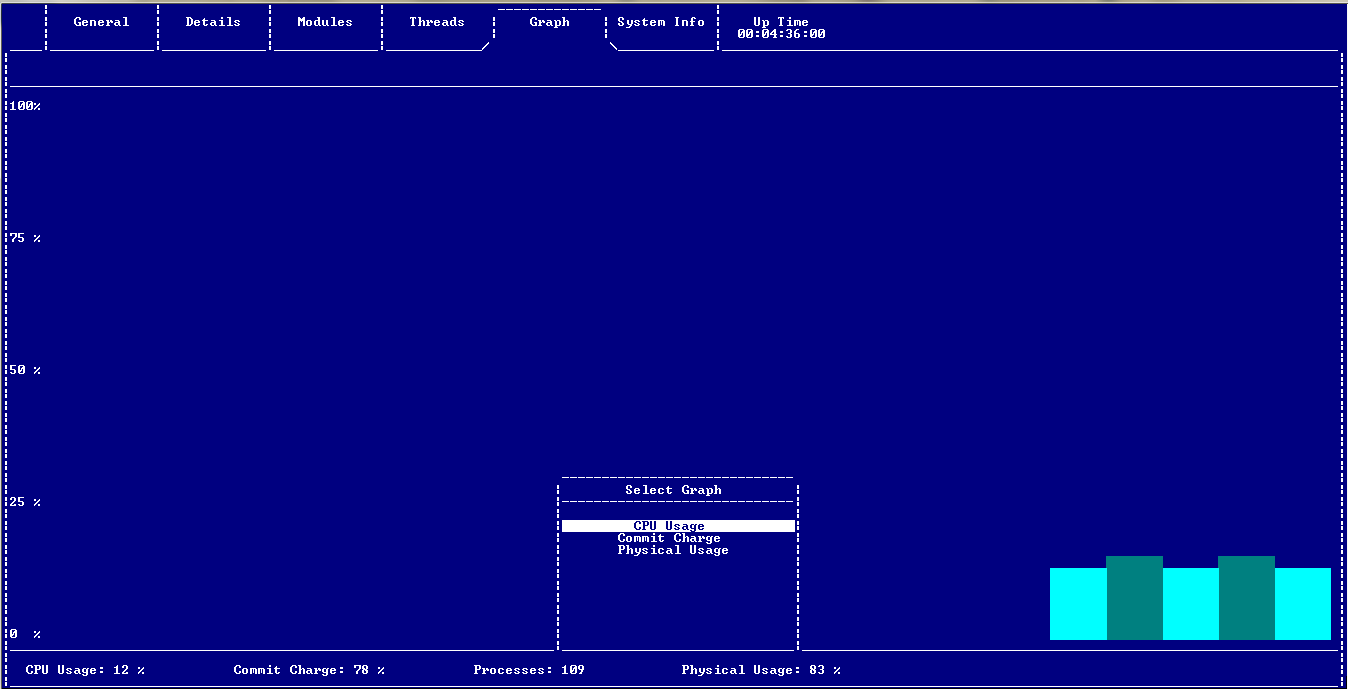 General Details Modules Threads Graph System Info Up Time
00:04:36:00
100%
75 %
50 %
25 %
Select Graph
CPU Usage
Commit Charge
Physical Usage
0 %
CPU Usage: 12 % Commit Charge: 78 % Processes: 109 Physical Usage: 83 %